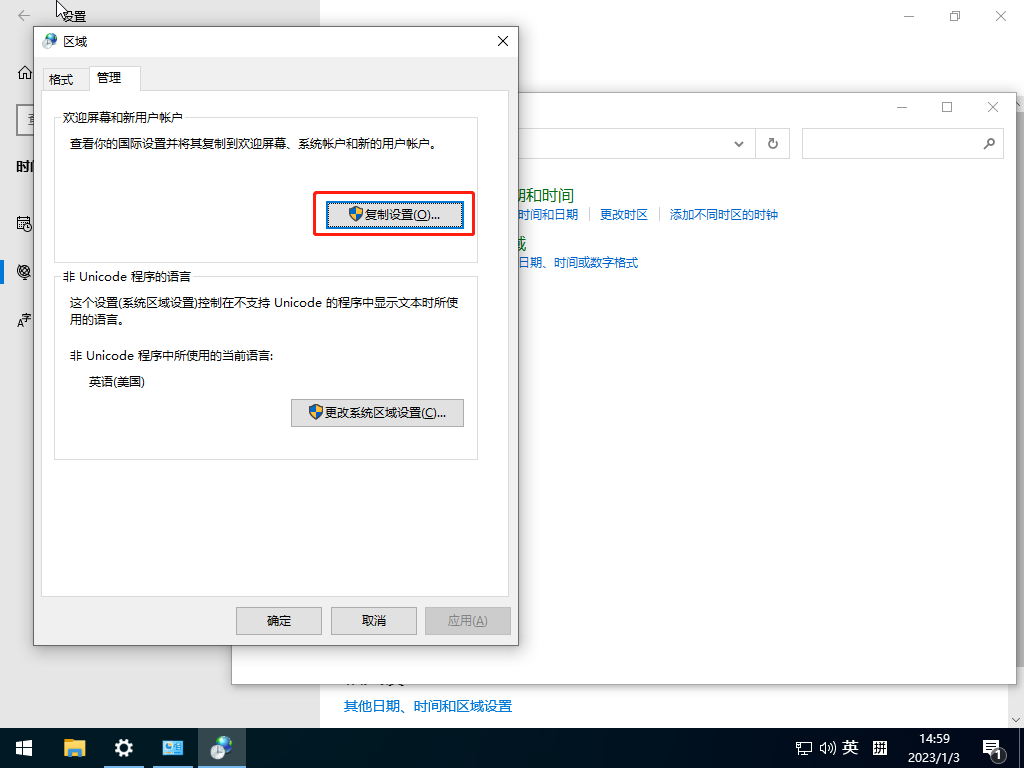 设置
区域
格式
管理
欢迎屏幕和新用户帐户
查看你的国际设置并将其复制到欢迎屏幕、系统帐户和新的用户帐户。
复制设置(O)...
非 Unicode 程序的语言
这个设置(系统区域设置)控制在不支持 Unicode 的程序中显示文本时所使
用的语言。
非 Unicode 程序中所使用的当前语言:
英语(美国)
更改系统区域设置(C)...
确定
取消
应用(A)
期和时间
时间和日期
更改时区
添加不同时区的时钟
域
日期、时间或数字格式
其他日期、时间和区域设置
英
拼
14:59
2023/1/3
1